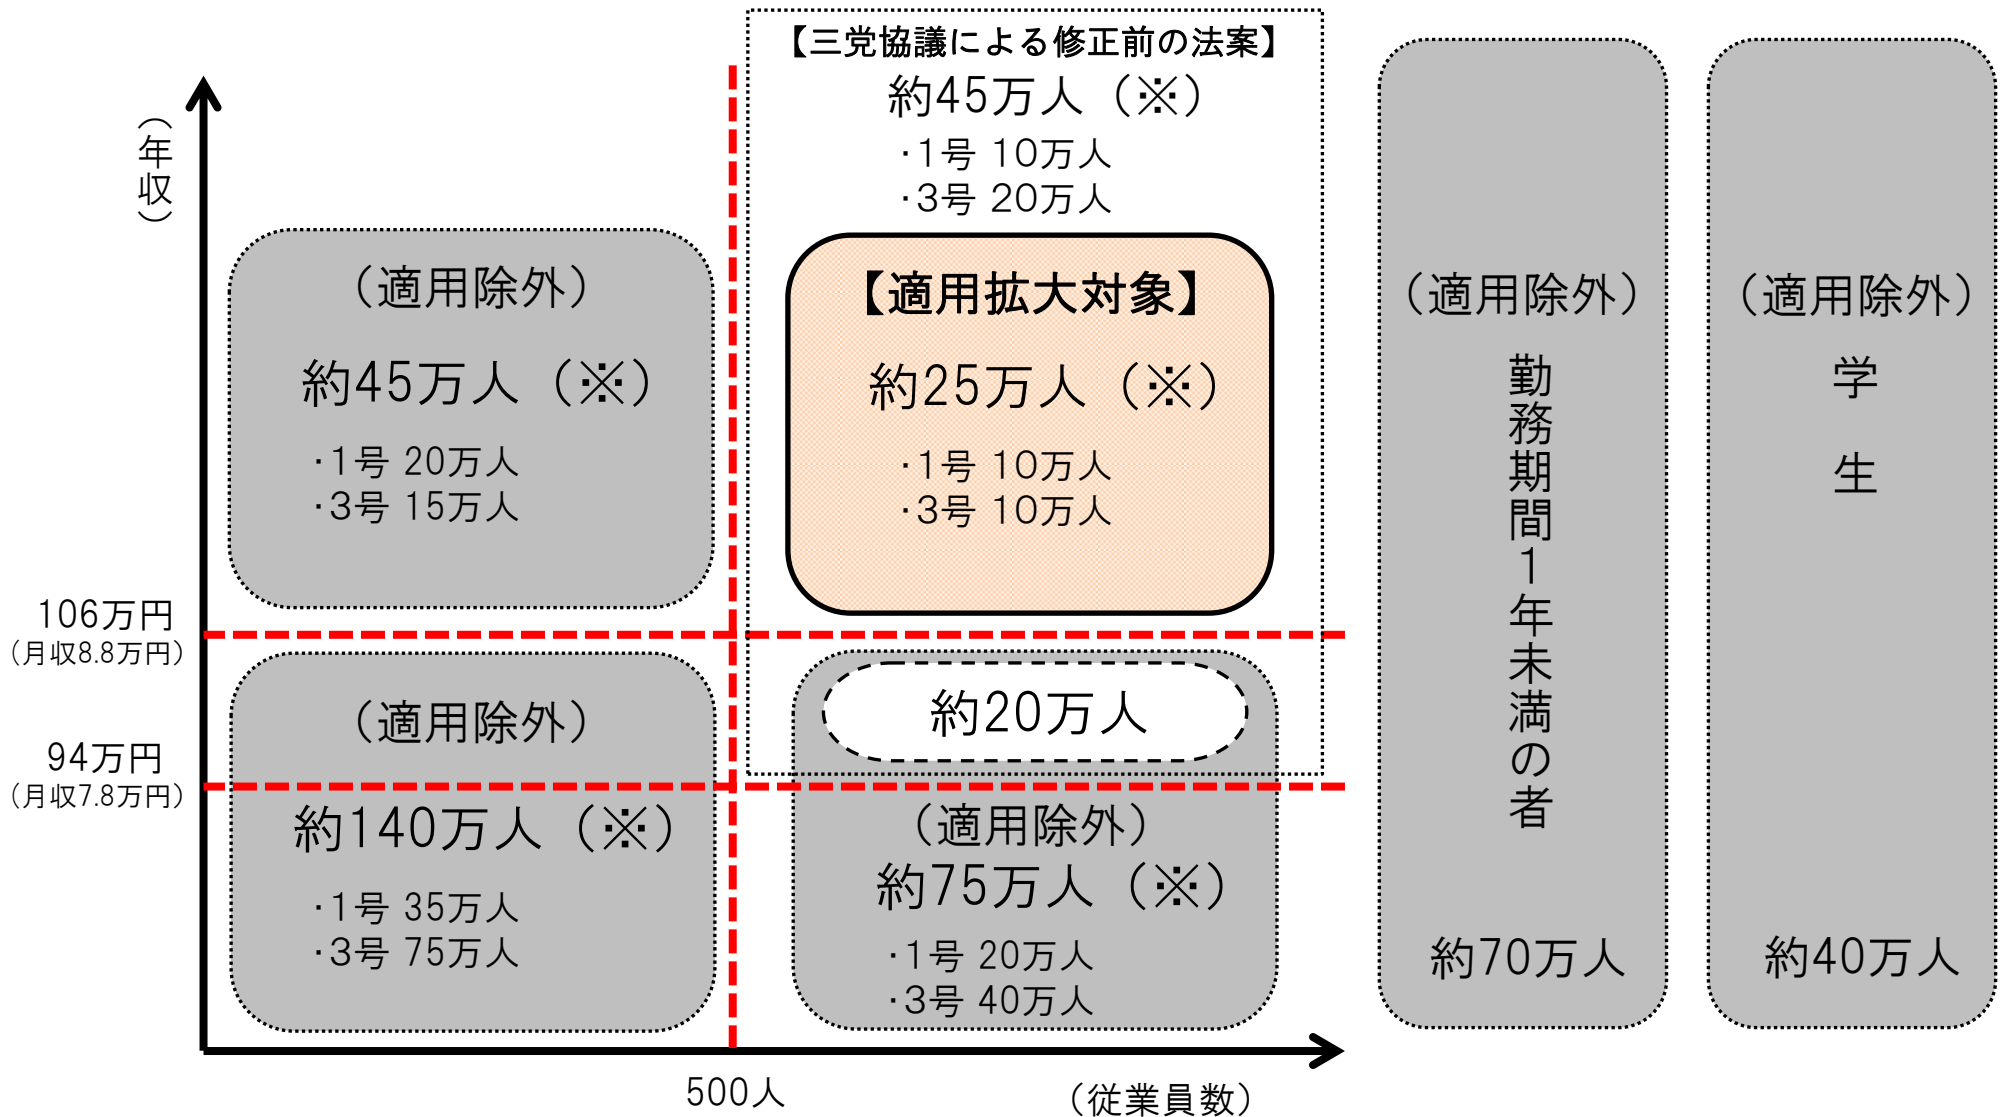 【三党協議による修正前の法案】
約45万人（※）
・1号 10万人
・3号 20万人
（年収）
（適用除外）
約45万人（※）
・1号 20万人
・3号 15万人
【適用拡大対象】
約25万人（※）
・1号 10万人
・3号 10万人
106万円
（月収8.8万円）
94万円
（月収7.8万円）
（適用除外）
約140万人（※）
・1号 35万人
・3号 75万人
約20万人
（適用除外）
約75万人（※）
・1号 20万人
・3号 40万人
500人
（従業員数）
（適用除外）
勤務期間1年未満の者
約70万人
（適用除外）
学生
約40万人